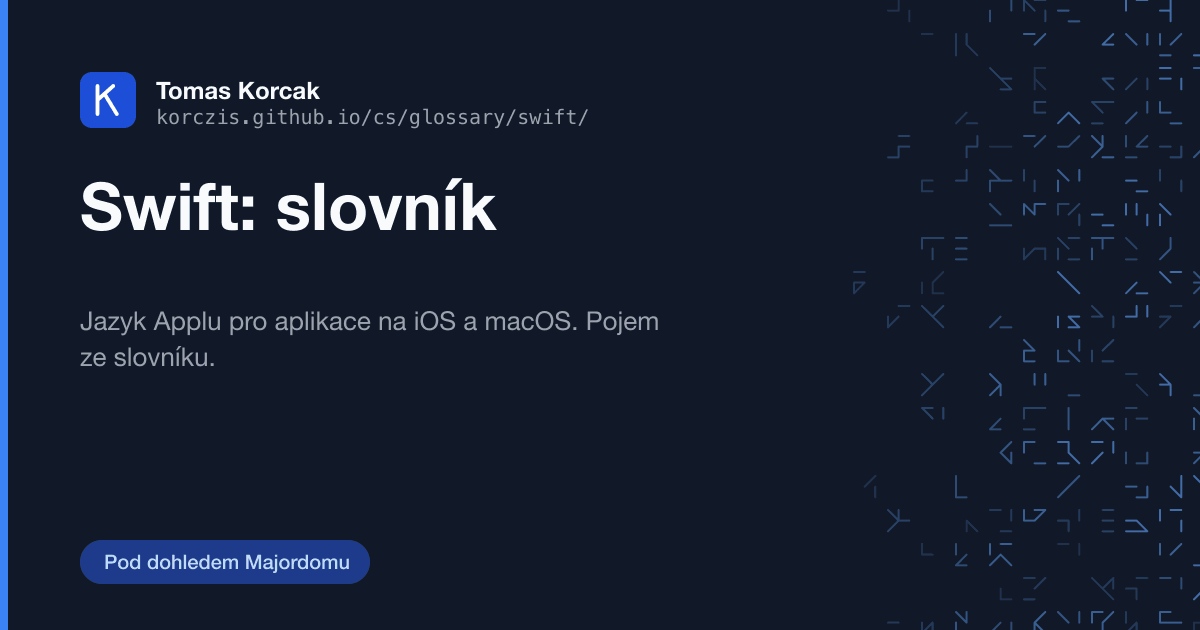 Tomas Korcak
korczis.github.io/cs/glossary/swift/
Swift: slovník
Jazyk Applu pro aplikace na iOS a macOS. Pojem
ze slovníku.
Pod dohledem Majordomu